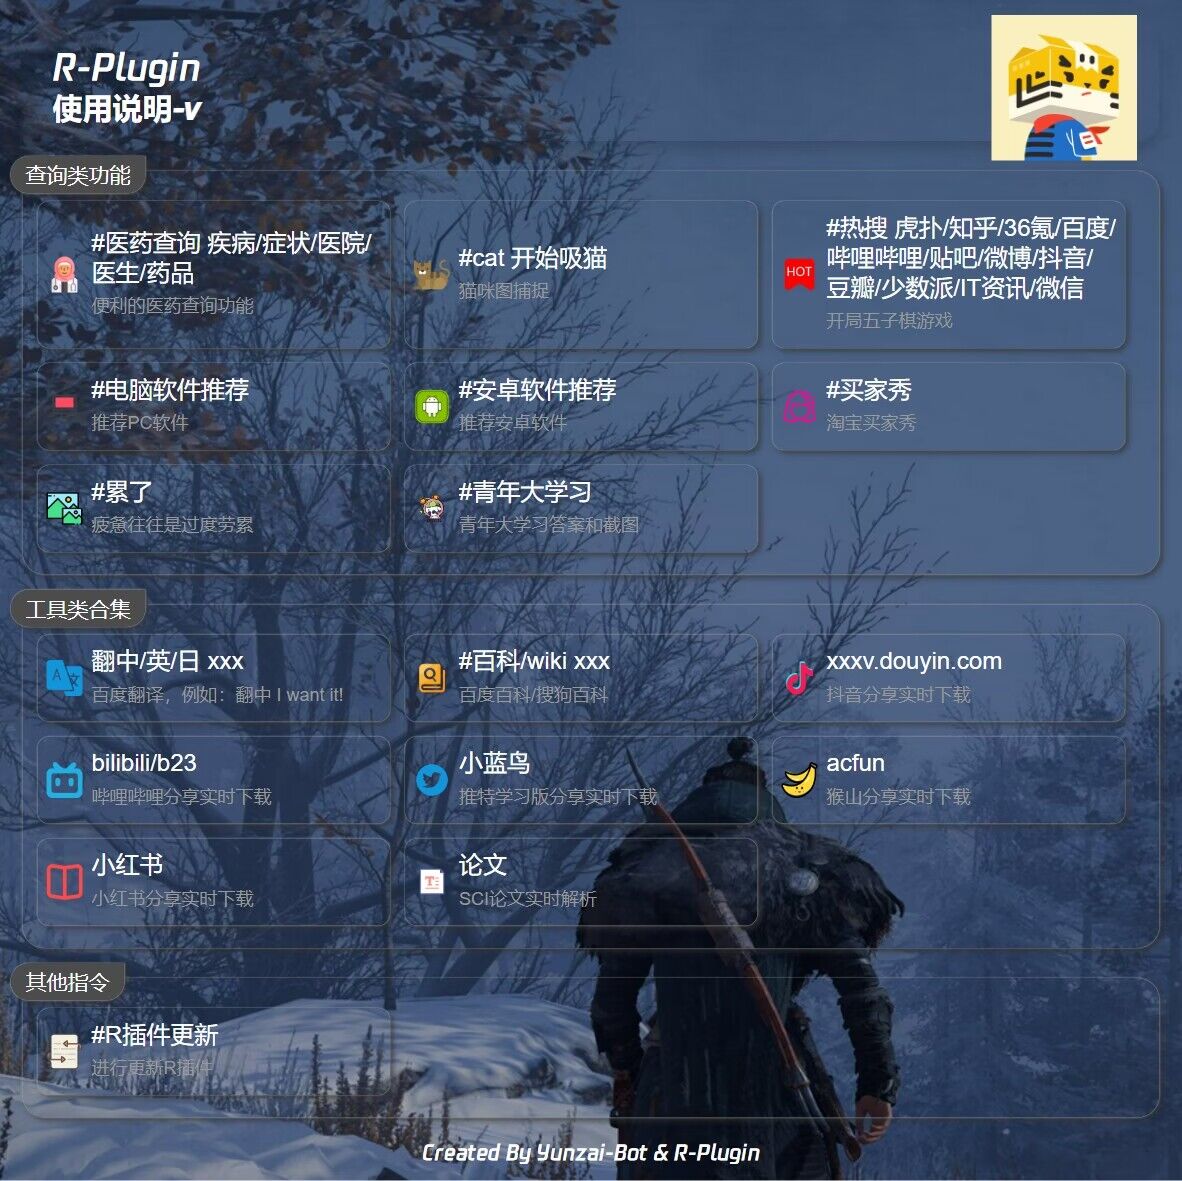 R-Plugin
使用说明-v
查询类功能
#医药查询 疾病/症状/医院/
医生/药品
便利的医药查询功能
#cat 开始吸猫
猫咪图捕捉
#热搜 虎扑/知乎/36氪/百度/
哔哩哔哩/贴吧/微博/抖音/
豆瓣/少数派/IT资讯/微信
开局五子棋游戏
HOT
#电脑软件推荐
推荐PC软件
#安卓软件推荐
推荐安卓软件
#买家秀
淘宝买家秀
#累了
疲惫往往是过度劳累
#青年大学习
青年大学习答案和截图
工具类合集
翻中/英/日 xxx
百度翻译，例如：翻中 I want it!
#百科/wiki xxx
百度百科/搜狗百科
xxxv.douyin.com
抖音分享实时下载
bilibili/b23
哔哩哔哩分享实时下载
小蓝鸟
推特学习版分享实时下载
acfun
猴山分享实时下载
小红书
小红书分享实时下载
论文
SCI论文实时解析
其他指令
#R插件更新
进行更新R插件
Created By Yunzai-Bot & R-Plugin